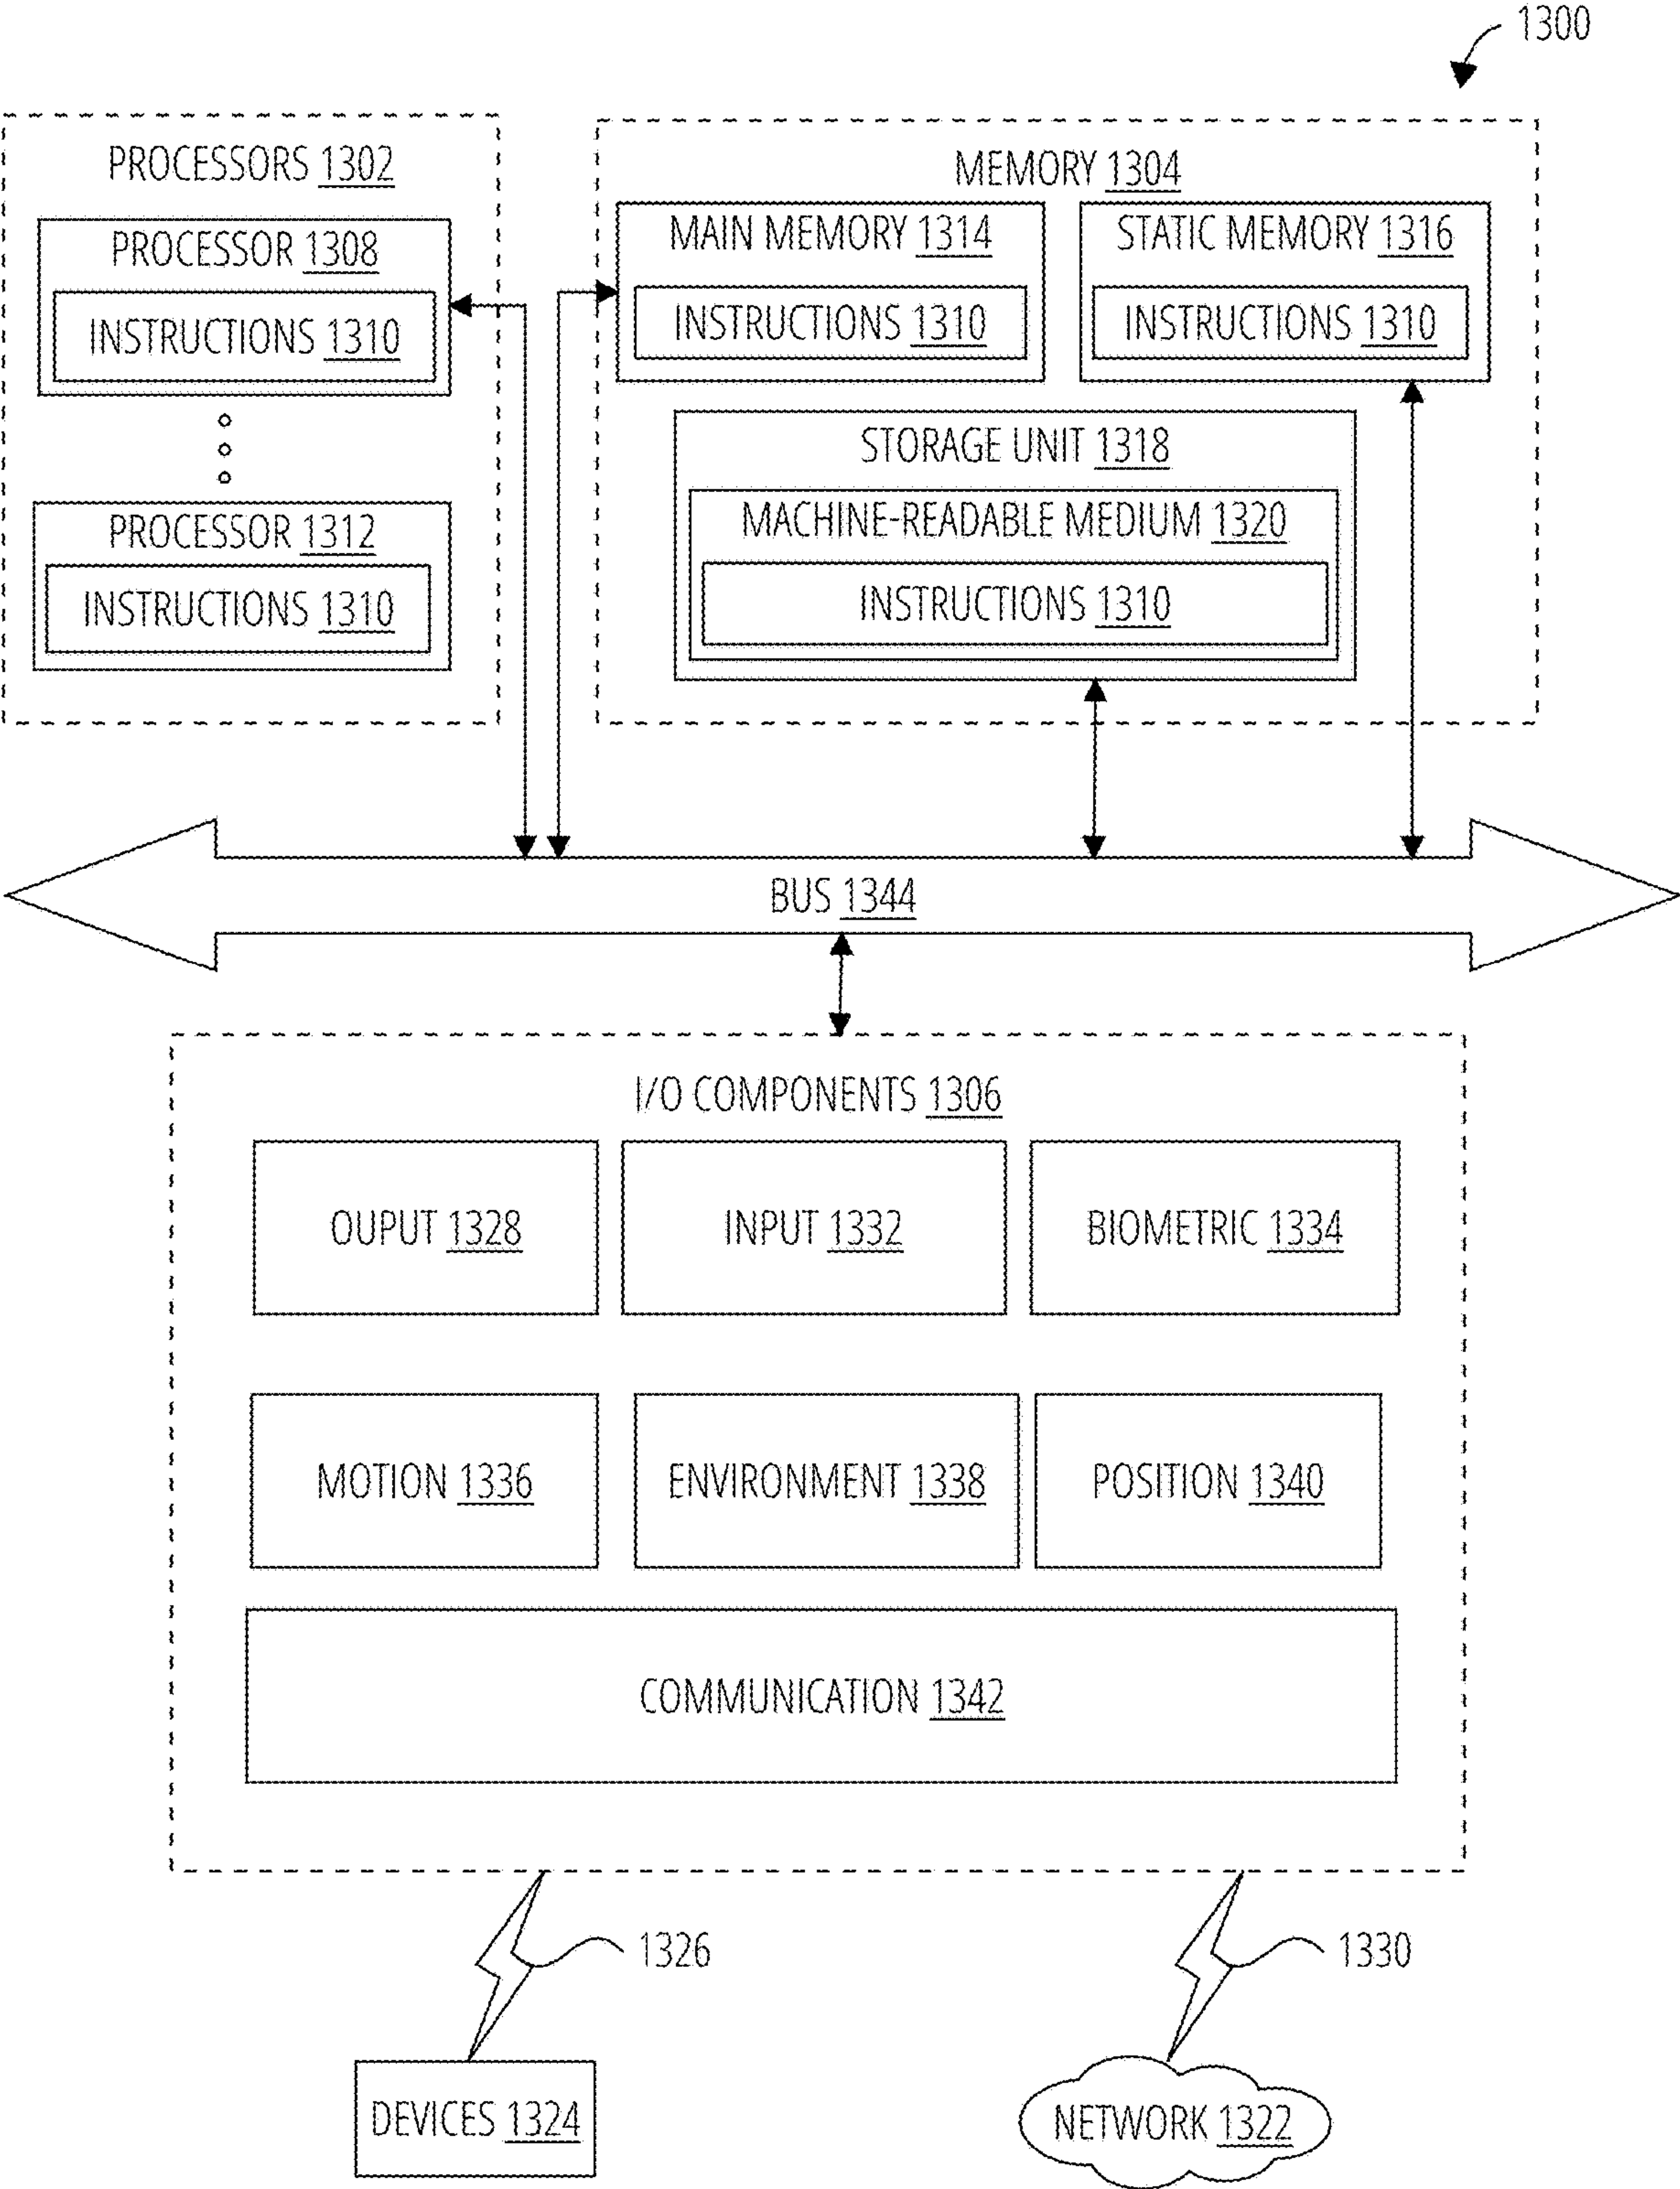 1300
PROCESSORS 1302
PROCESSOR 1308
INSTRUCTIONS 1310
PROCESSOR 1312
INSTRUCTIONS 1310
MEMORY 1304
MAIN MEMORY 1314
INSTRUCTIONS 1310
STATIC MEMORY 1316
INSTRUCTIONS 1310
STORAGE UNIT 1318
MACHINE-READABLE MEDIUM 1320
INSTRUCTIONS 1310
BUS 1344
I/O COMPONENTS 1306
OUPUT 1328
INPUT 1332
BIOMETRIC 1334
MOTION 1336
ENVIRONMENT 1338
POSITION 1340
COMMUNICATION 1342
1326
1330
DEVICES 1324
NETWORK 1322